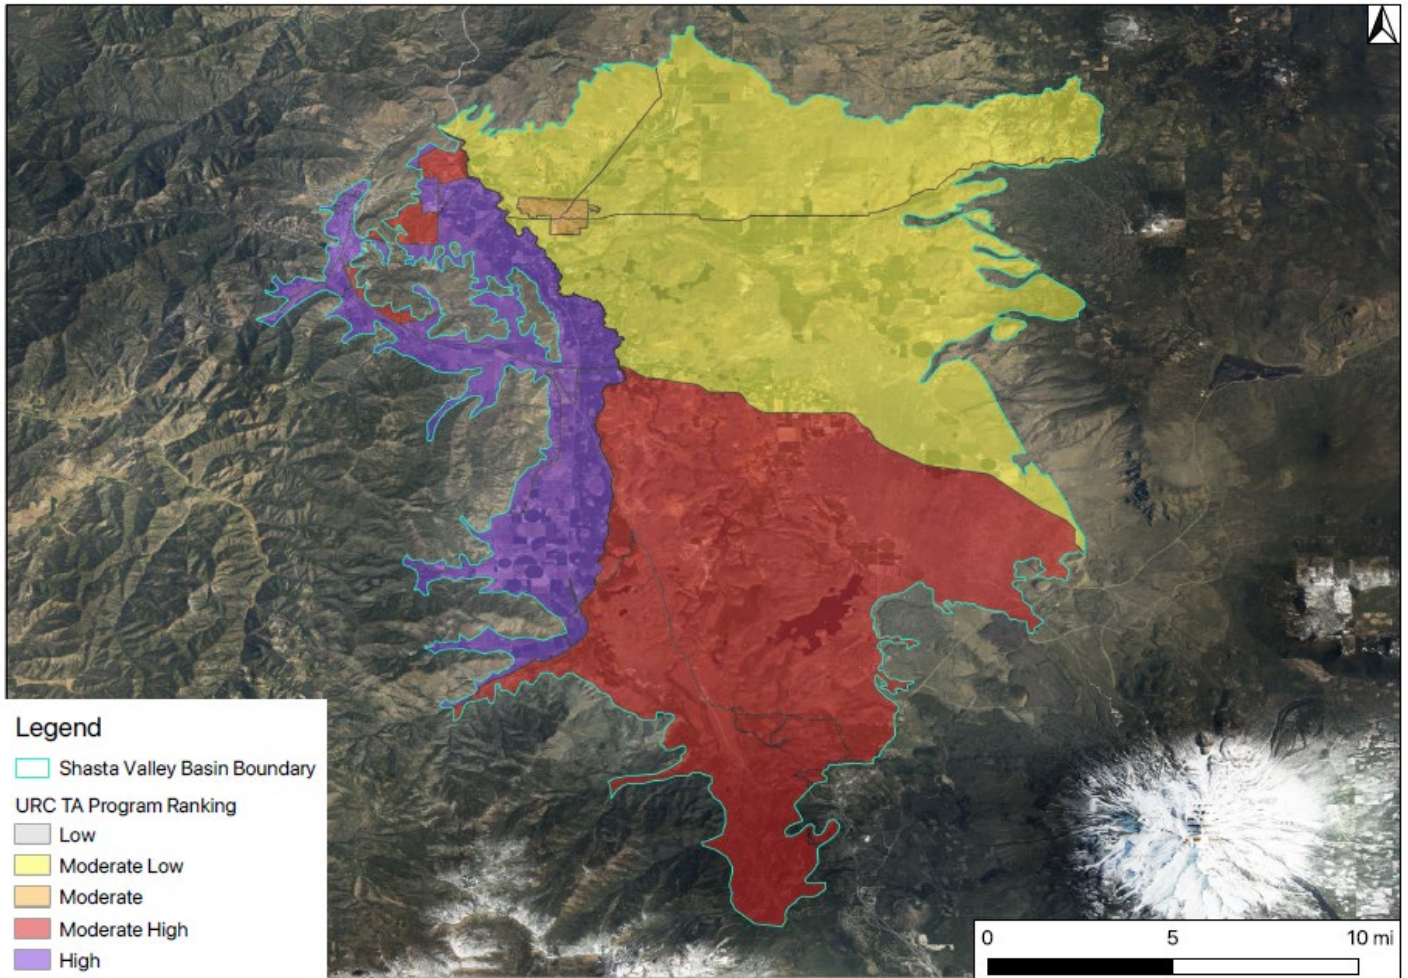 Legend
Shasta Valley Basin Boundary
URC TA Program Ranking
Low
Moderate Low
Moderate
Moderate High
High
0 5 10 mi